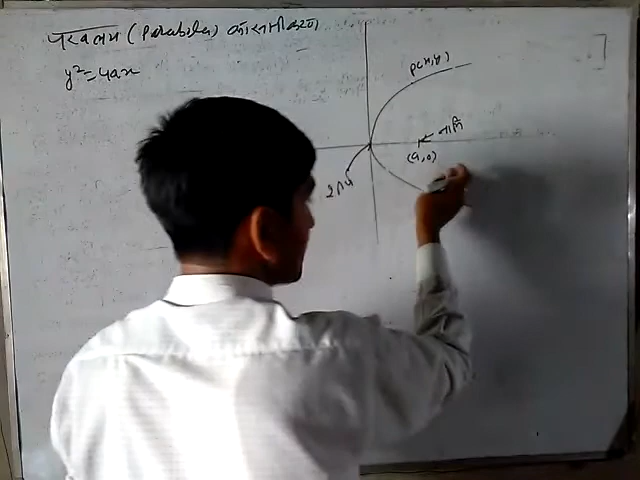 परवलय (Parabola) का समीकरण
y²=4ax
P(x,y)
नाभि
(a,0)
शीर्ष